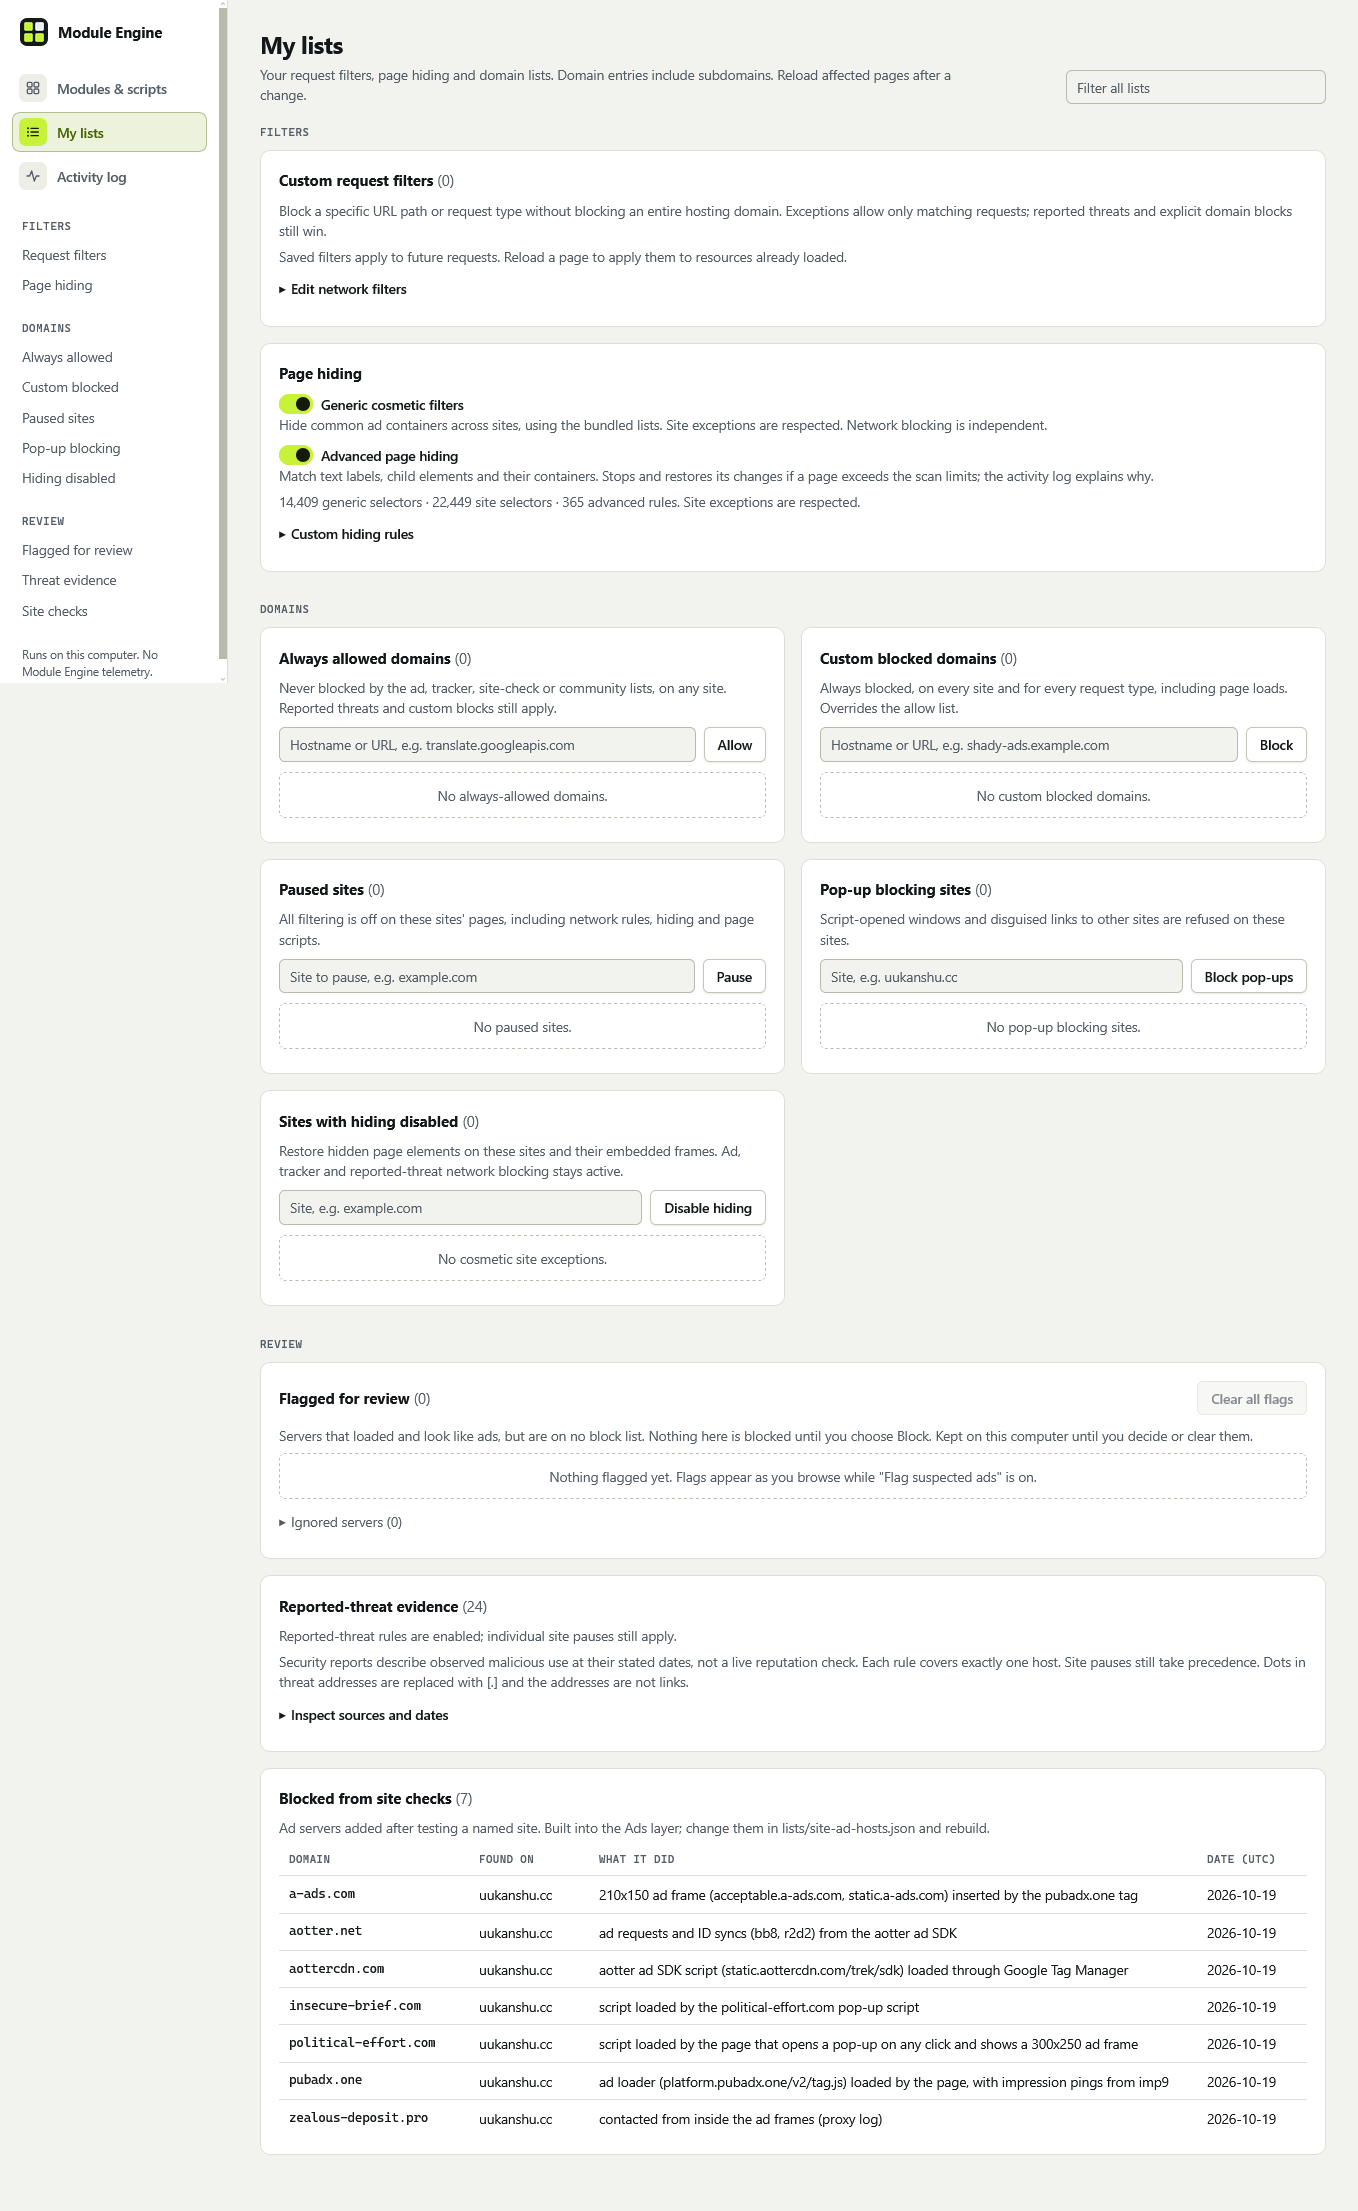 Module Engine
Modules & scripts
My lists
Activity log
FILTERS
Request filters
Page hiding
DOMAINS
Always allowed
Custom blocked
Paused sites
Pop-up blocking
Hiding disabled
REVIEW
Flagged for review
Threat evidence
Site checks
Runs on this computer. No
Module Engine telemetry.
My lists
Your request filters, page hiding and domain lists. Domain entries include subdomains. Reload affected pages after a
change.
Filter all lists
FILTERS
Custom request filters (0)
Block a specific URL path or request type without blocking an entire hosting domain. Exceptions allow only matching requests; reported threats and explicit domain blocks
still win.
Saved filters apply to future requests. Reload a page to apply them to resources already loaded.
▸ Edit network filters
Page hiding
Generic cosmetic filters
Hide common ad containers across sites, using the bundled lists. Site exceptions are respected. Network blocking is independent.
Advanced page hiding
Match text labels, child elements and their containers. Stops and restores its changes if a page exceeds the scan limits; the activity log explains why.
14,409 generic selectors · 22,449 site selectors · 365 advanced rules. Site exceptions are respected.
▸ Custom hiding rules
DOMAINS
Always allowed domains (0)
Never blocked by the ad, tracker, site-check or community lists, on any site.
Reported threats and custom blocks still apply.
Hostname or URL, e.g. translate.googleapis.com
Allow
No always-allowed domains.
Custom blocked domains (0)
Always blocked, on every site and for every request type, including page loads.
Overrides the allow list.
Hostname or URL, e.g. shady-ads.example.com
Block
No custom blocked domains.
Paused sites (0)
All filtering is off on these sites' pages, including network rules, hiding and page
scripts.
Site to pause, e.g. example.com
Pause
No paused sites.
Pop-up blocking sites (0)
Script-opened windows and disguised links to other sites are refused on these
sites.
Site, e.g. uukanshu.cc
Block pop-ups
No pop-up blocking sites.
Sites with hiding disabled (0)
Restore hidden page elements on these sites and their embedded frames. Ad,
tracker and reported-threat network blocking stays active.
Site, e.g. example.com
Disable hiding
No cosmetic site exceptions.
REVIEW
Flagged for review (0)
Clear all flags
Servers that loaded and look like ads, but are on no block list. Nothing here is blocked until you choose Block. Kept on this computer until you decide or clear them.
Nothing flagged yet. Flags appear as you browse while "Flag suspected ads" is on.
▸ Ignored servers (0)
Reported-threat evidence (24)
Reported-threat rules are enabled; individual site pauses still apply.
Security reports describe observed malicious use at their stated dates, not a live reputation check. Each rule covers exactly one host. Site pauses still take precedence. Dots in
threat addresses are replaced with [.] and the addresses are not links.
▸ Inspect sources and dates
Blocked from site checks (7)
Ad servers added after testing a named site. Built into the Ads layer; change them in lists/site-ad-hosts.json and rebuild.
DOMAIN FOUND ON WHAT IT DID DATE (UTC)
a-ads.com uukanshu.cc 210x150 ad frame (acceptable.a-ads.com, static.a-ads.com) inserted by the pubadx.one tag 2026-10-19
aotter.net uukanshu.cc ad requests and ID syncs (bb8, r2d2) from the aotter ad SDK 2026-10-19
aottercdn.com uukanshu.cc aotter ad SDK script (static.aottercdn.com/trek/sdk) loaded through Google Tag Manager 2026-10-19
insecure-brief.com uukanshu.cc script loaded by the political-effort.com pop-up script 2026-10-19
political-effort.com uukanshu.cc script loaded by the page that opens a pop-up on any click and shows a 300x250 ad frame 2026-10-19
pubadx.one uukanshu.cc ad loader (platform.pubadx.one/v2/tag.js) loaded by the page, with impression pings from imp9 2026-10-19
zealous-deposit.pro uukanshu.cc contacted from inside the ad frames (proxy log) 2026-10-19